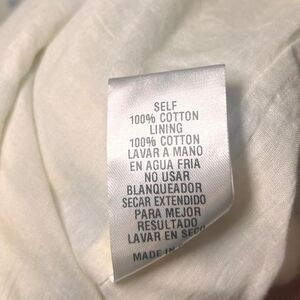 SELF
100% COTTON
LINING
100% COTTON
LAVAR A MANO
EN AGUA FRIA
NO USAR
BLANQUEADOR
SECAR EXTENDIDO
PARA MEJOR
RESULTADO
LAVAR EN SECO
MADE IN